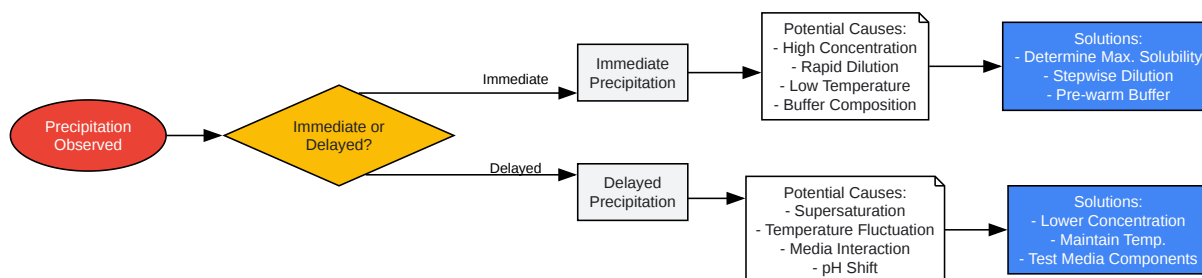 Precipitation
Observed
Immediate or
Delayed?
Immediate
Immediate
Precipitation
Potential Causes:
- High Concentration
- Rapid Dilution
- Low Temperature
- Buffer Composition
Solutions:
- Determine Max. Solubility
- Stepwise Dilution
- Pre-warm Buffer
Delayed
Delayed
Precipitation
Potential Causes:
- Supersaturation
- Temperature Fluctuation
- Media Interaction
- pH Shift
Solutions:
- Lower Concentration
- Maintain Temp.
- Test Media Components